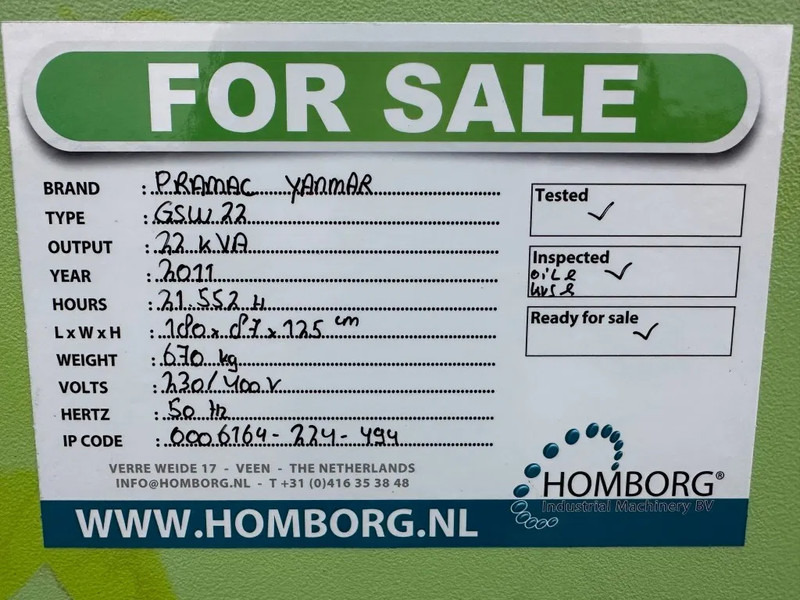 FOR SALE
BRAND : PRAMAC YANMAR
TYPE : GSW 22
OUTPUT : 22 KVA
YEAR : 2011
HOURS : 21.552 H
L x W x H : 180 x 87 x 125 cm
WEIGHT : 670 kg
VOLTS : 230/400 V
HERTZ : 50 Hz
IP CODE : 0006164-224-494
Tested ✓
Inspected ✓
Ready for sale ✓
VERRE WEIDE 17 - VEEN - THE NETHERLANDS
INFO@HOMBORG.NL - T +31 (0)416 35 38 48
WWW.HOMBORG.NL
HOMBORG®
Industrial Machinery BV